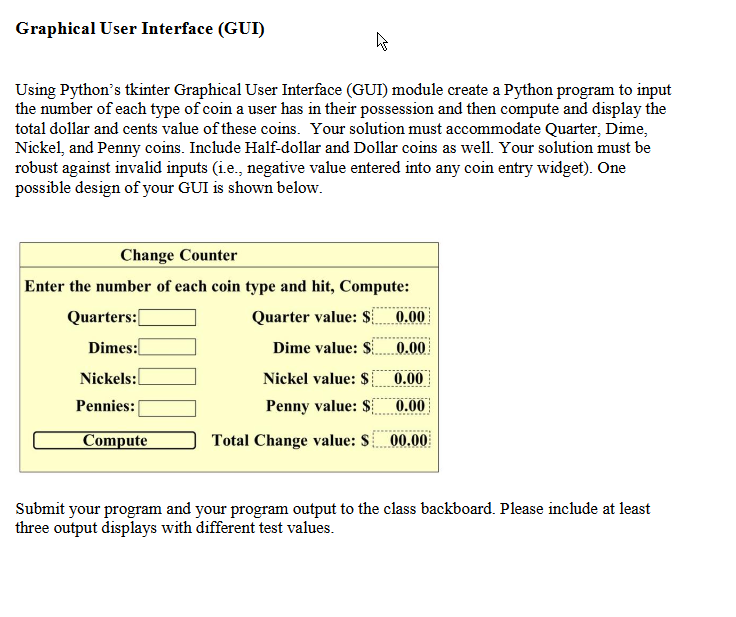 Graphical User Interface (GUI)
Using Python's tkinter Graphical User Interface (GUI) module create a Python program to input
the number of each type of coin a user has in their possession and then compute and display the
total dollar and cents value of these coins.  Your solution must accommodate Quarter, Dime,
Nickel, and Penny coins. Include Half-dollar and Dollar coins as well. Your solution must be
robust against invalid inputs (i.e., negative value entered into any coin entry widget). One
possible design of your GUI is shown below.
Change Counter
Enter the number of each coin type and hit, Compute:
Quarters: Quarter value: $ 0.00
Dimes: Dime value: $ 0.00
Nickels: Nickel value: $ 0.00
Pennies: Penny value: $ 0.00
Compute Total Change value: $ 00.00
Submit your program and your program output to the class backboard. Please include at least
three output displays with different test values.